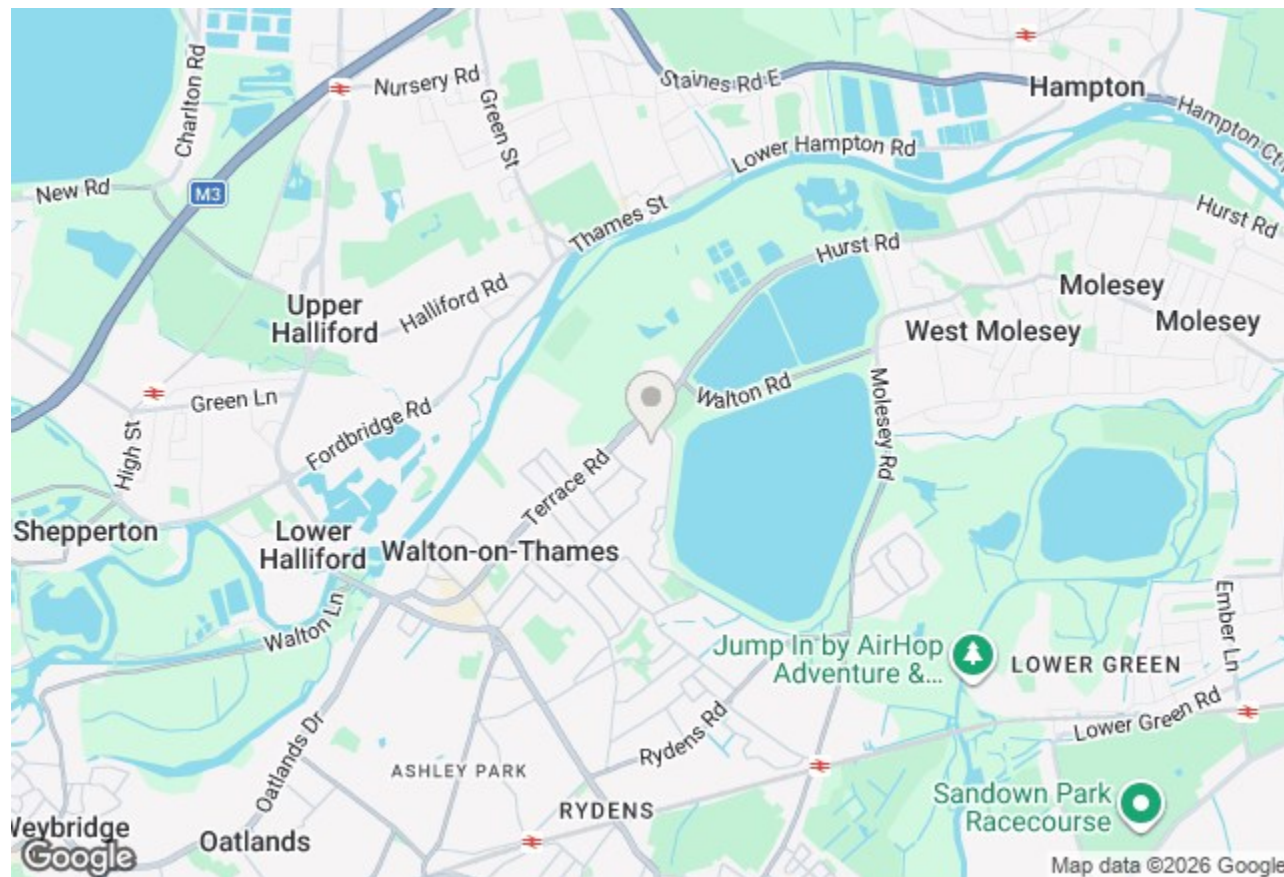 Charlton Rd
Nursery Rd
Green St
Staines Rd E
Hampton
Hampton Ct
New Rd
M3
Lower Hampton Rd
Thames St
Hurst Rd
Hurst Rd
Upper
Halliford
Halliford Rd
Molesey
West Molesey
Molesey
Green Ln
Walton Rd
High St
Fordbridge Rd
Molesey Rd
Terrace Rd
Shepperton
Lower
Halliford
Walton-on-Thames
Walton Ln
Ember Ln
Jump In by AirHop
Adventure &...
LOWER GREEN
Oatlands Dr
Rydens Rd
Lower Green Rd
ASHLEY PARK
RYDENS
Sandown Park
Racecourse
Weybridge
Oatlands
Google
Map data ©2026 Google